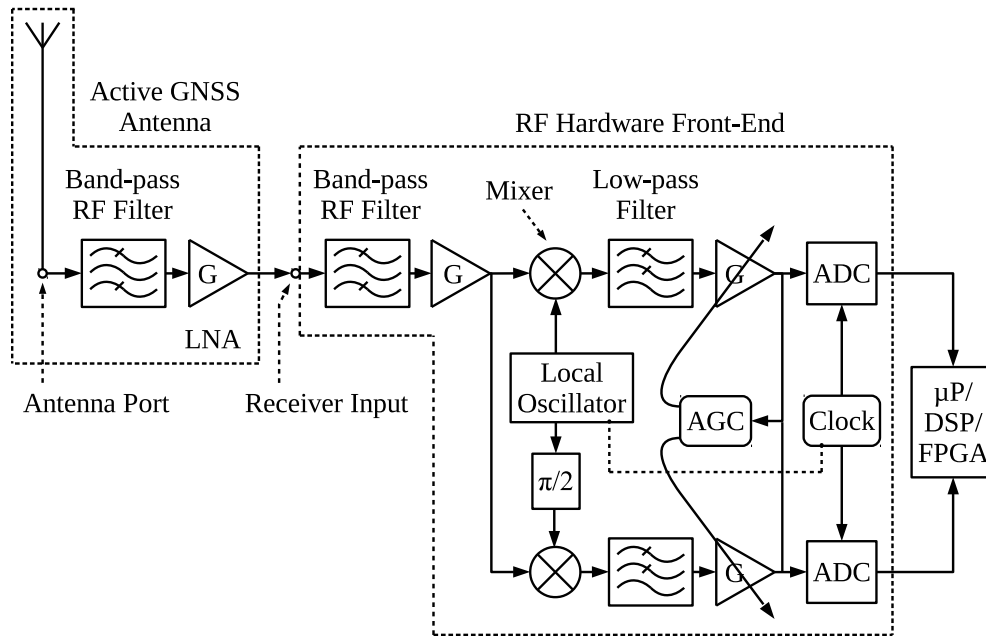 Active GNSS
Antenna
RF Hardware Front-End
Band-pass
RF Filter
Band-pass
RF Filter
Mixer
Low-pass
Filter
G
G
G
ADC
LNA
Antenna Port
Receiver Input
Local
Oscillator
AGC
Clock
µP/
DSP/
FPGA
π/2
G
ADC